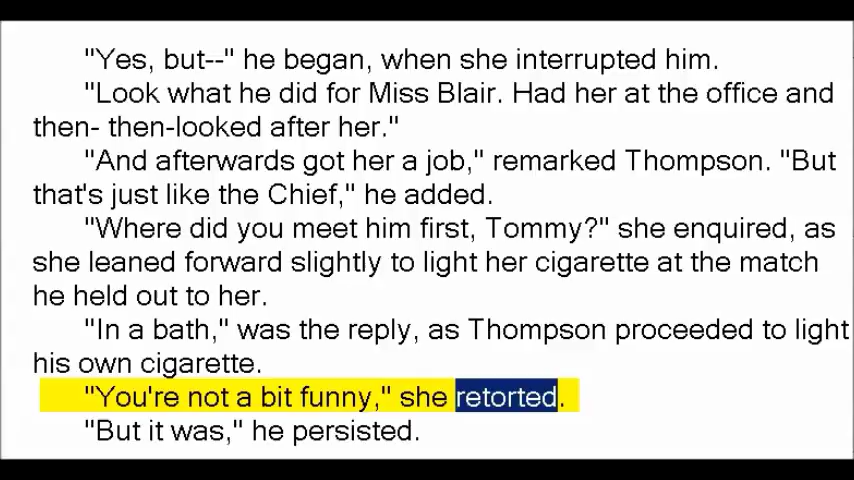 "Yes, but--" he began, when she interrupted him.
"Look what he did for Miss Blair. Had her at the office and
then- then-looked after her."
"And afterwards got her a job," remarked Thompson. "But
that's just like the Chief," he added.
"Where did you meet him first, Tommy?" she enquired, as
she leaned forward slightly to light her cigarette at the match
he held out to her.
"In a bath," was the reply, as Thompson proceeded to light
his own cigarette.
"You're not a bit funny," she retorted.
"But it was," he persisted.